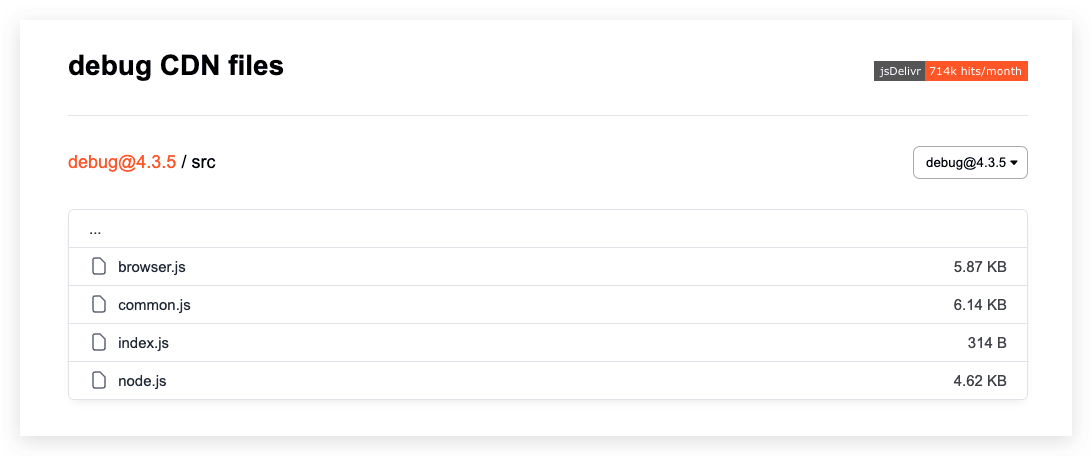 debug CDN files
jsDelivr 714k hits/month
debug@4.3.5 / src
debug@4.3.5
...
browser.js 5.87 KB
common.js 6.14 KB
index.js 314 B
node.js 4.62 KB